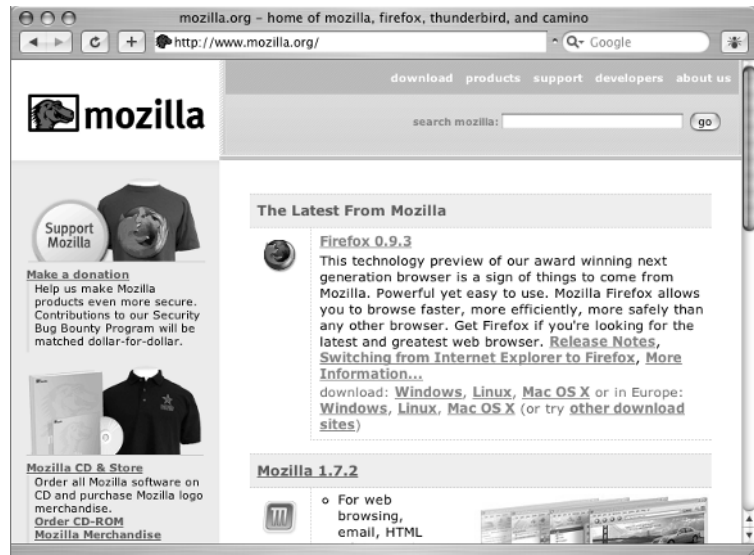 mozilla.org – home of mozilla, firefox, thunderbird, and camino
http://www.mozilla.org/
Google
download products support developers about us
mozilla
search mozilla:
go
Support
Mozilla
Make a donation
Help us make Mozilla
products even more secure.
Contributions to our Security
Bug Bounty Program will be
matched dollar-for-dollar.
Mozilla CD & Store
Order all Mozilla software on
CD and purchase Mozilla logo
merchandise.
Order CD-ROM
Mozilla Merchandise
The Latest From Mozilla
Firefox 0.9.3
This technology preview of our award winning next
generation browser is a sign of things to come from
Mozilla. Powerful yet easy to use. Mozilla Firefox allows
you to browse faster, more efficiently, more safely than
any other browser. Get Firefox if you're looking for the
latest and greatest web browser. Release Notes,
Switching from Internet Explorer to Firefox, More
Information...
download: Windows, Linux, Mac OS X or in Europe:
Windows, Linux, Mac OS X (or try other download
sites)
Mozilla 1.7.2
m
For web
browsing,
email, HTML